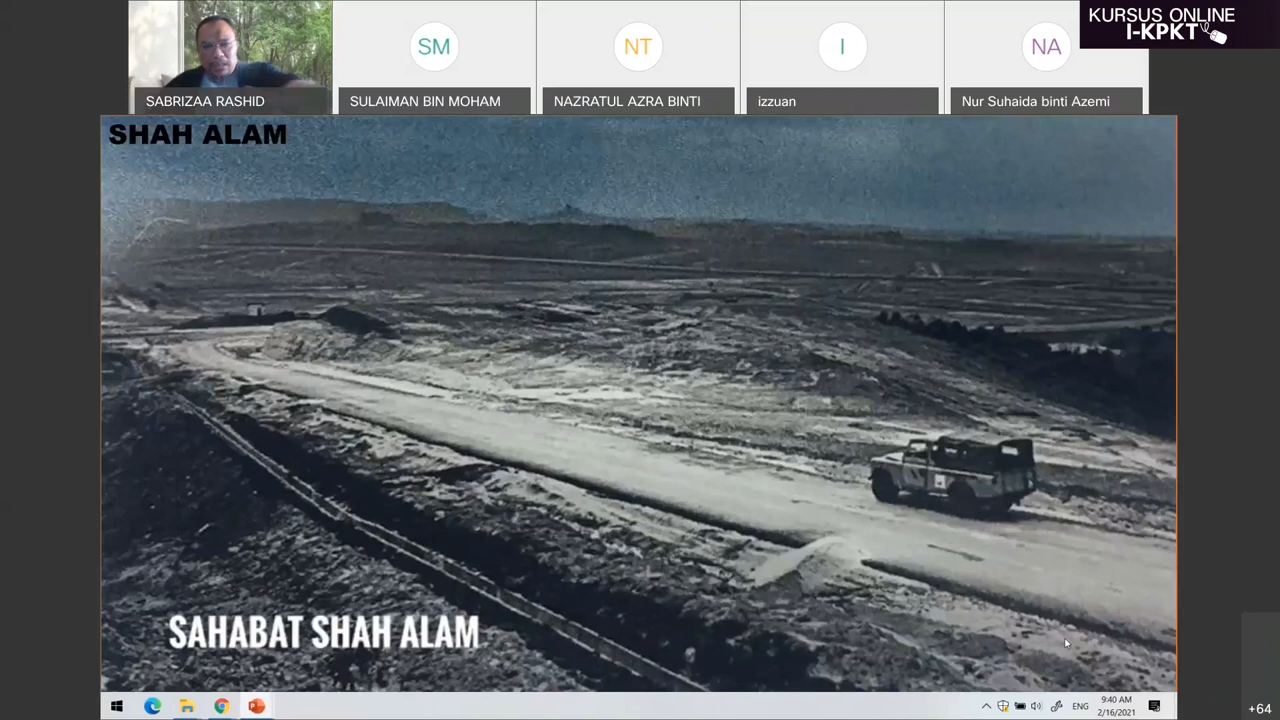 KURSUS ONLINE
I-KPKT
SM
NT
I
NA
SABRIZAA RASHID
SULAIMAN BIN MOHAM
NAZRATUL AZRA BINTI
izzuan
Nur Suhaida binti Azemi
SHAH ALAM
SAHABAT SHAH ALAM
ENG
9:40 AM
2/16/2021
+64